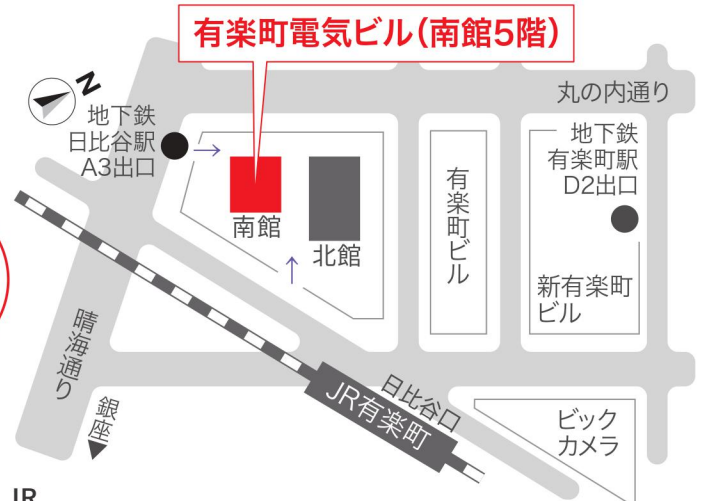 有楽町電気ビル(南館5階)
N
丸の内通り
地下鉄
日比谷駅
A3出口
地下鉄
有楽町駅
D2出口
南館
北館
有楽町ビル
新有楽町
ビル
晴海通り
銀座
JR有楽町
日比谷口
ビック
カメラ
JR